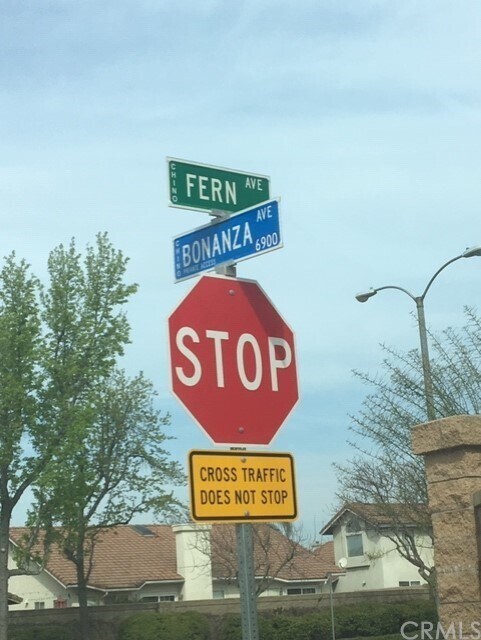 CHINO FERN AVE
CHINO BONANZA AVE
6900
STOP
CROSS TRAFFIC
DOES NOT STOP
CRMLS